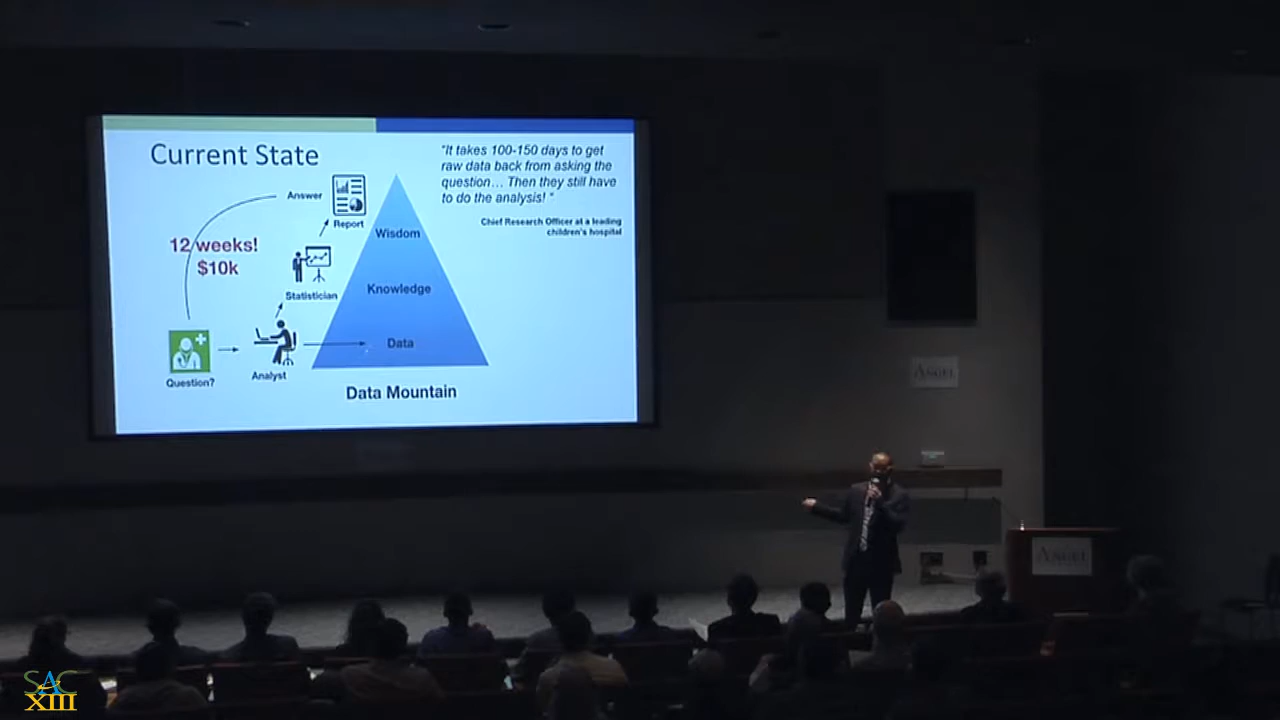 Current State
"It takes 100-150 days to get
raw data back from asking the
question... Then they still have
to do the analysis! "
Chief Research Officer at a leading
children's hospital
Answer
Report
12 weeks!
$10k
Statistician
Question?
Analyst
Wisdom
Knowledge
Data
Data Mountain
ANGEL
ANGEL
SAC
XIII